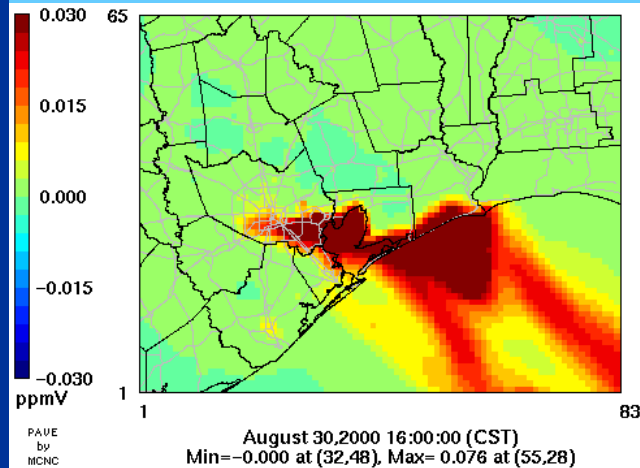 0.030
0.015
0.000
−0.015
−0.030
ppmV
PAVE
by
MCNC
65
1
1
83
August 30,2000 16:00:00 (CST)
Min=−0.000 at (32,48), Max= 0.076 at (55,28)